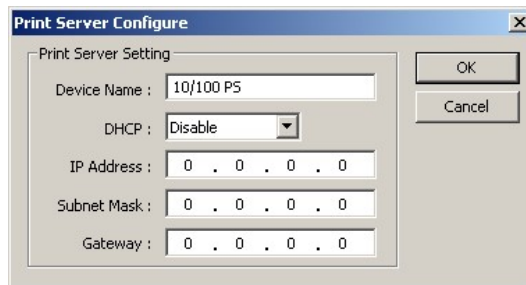 Print Server Configure
Print Server Setting
Device Name : 10/100 PS
DHCP : Disable
IP Address : 0 . 0 . 0 . 0
Subnet Mask : 0 . 0 . 0 . 0
Gateway : 0 . 0 . 0 . 0
OK
Cancel